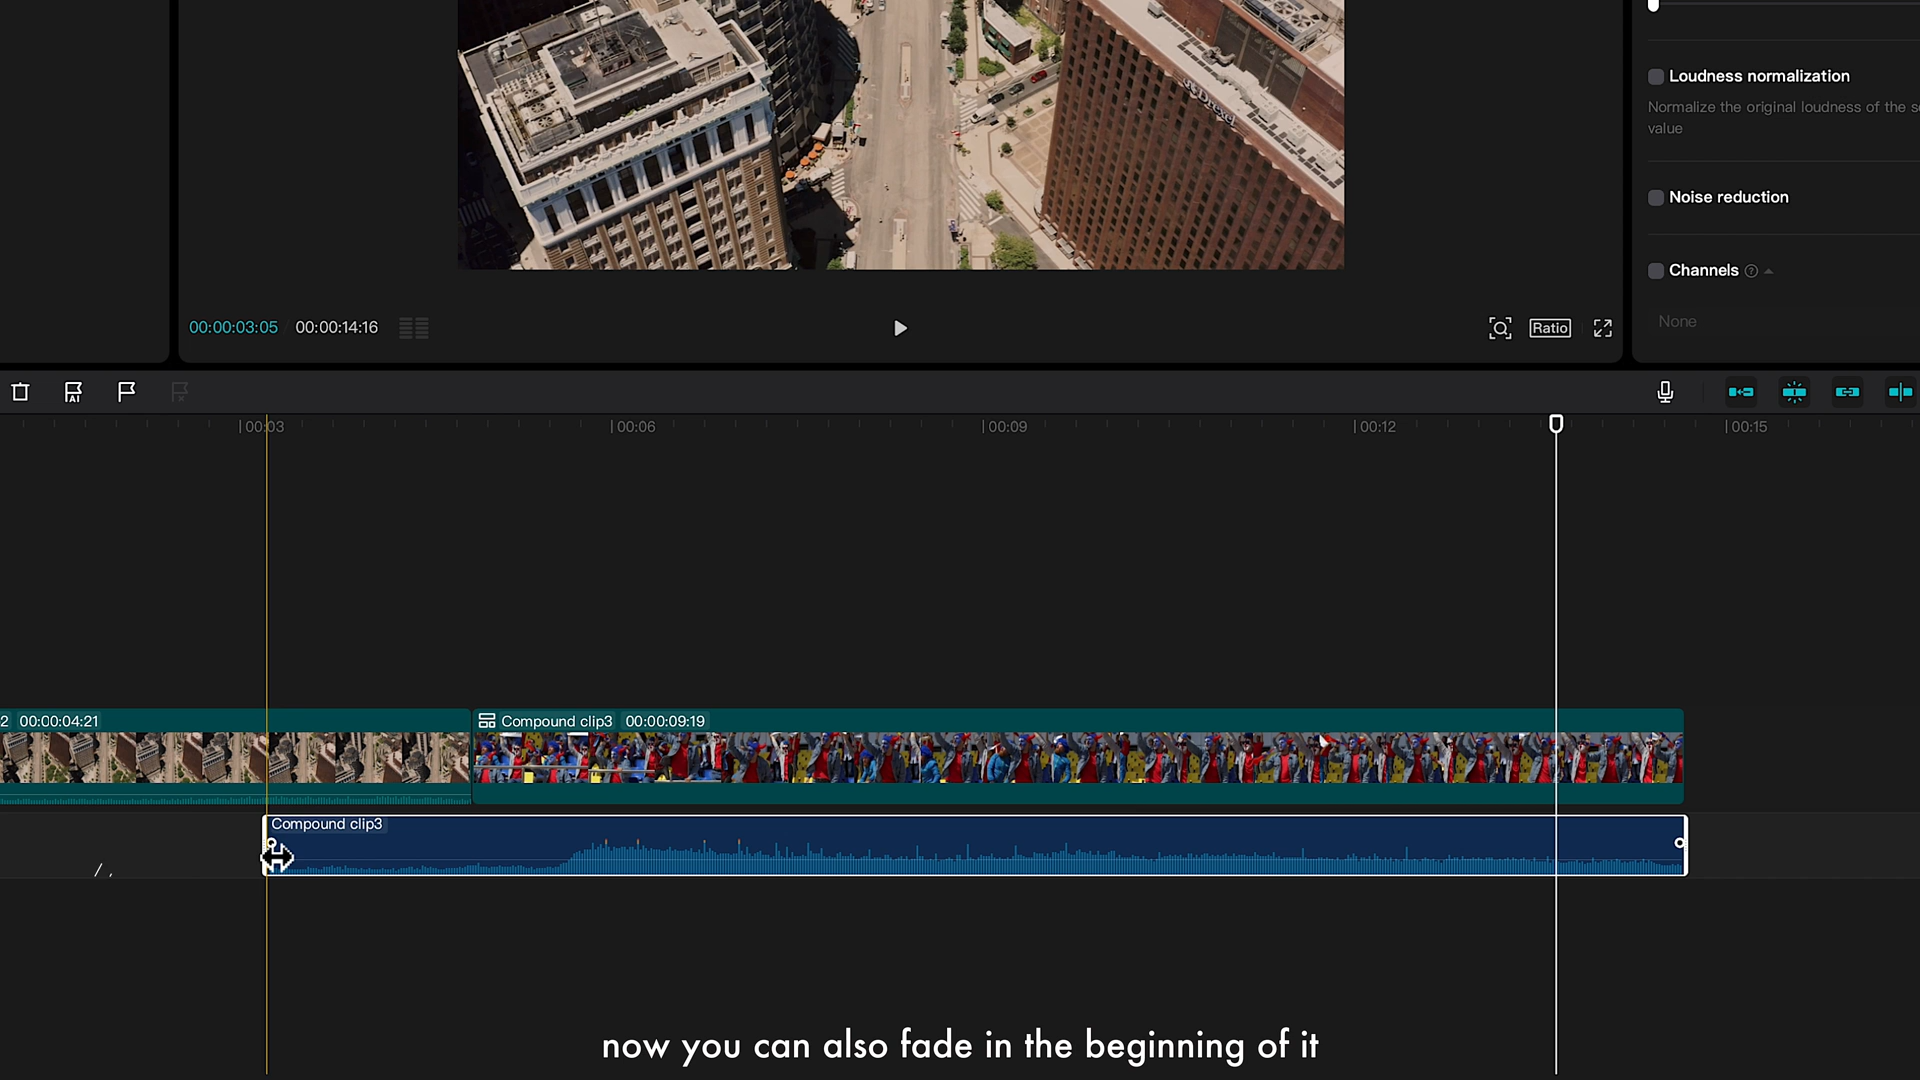 Loudness normalization
Normalize the original loudness of the s
value
Noise reduction
Channels
None
00:00:03:05 / 00:00:14:16
Ratio
AI
00:03 00:06 00:09 00:12 00:15
2 00:00:04:21
Compound clip3 00:00:09:19
Compound clip3
now you can also fade in the beginning of it